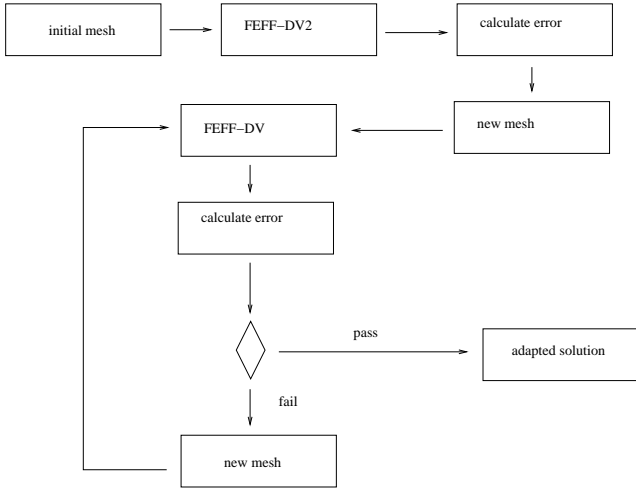 initial mesh
FEFF−DV2
calculate error
new mesh
FEFF−DV
calculate error
pass
adapted solution
fail
new mesh